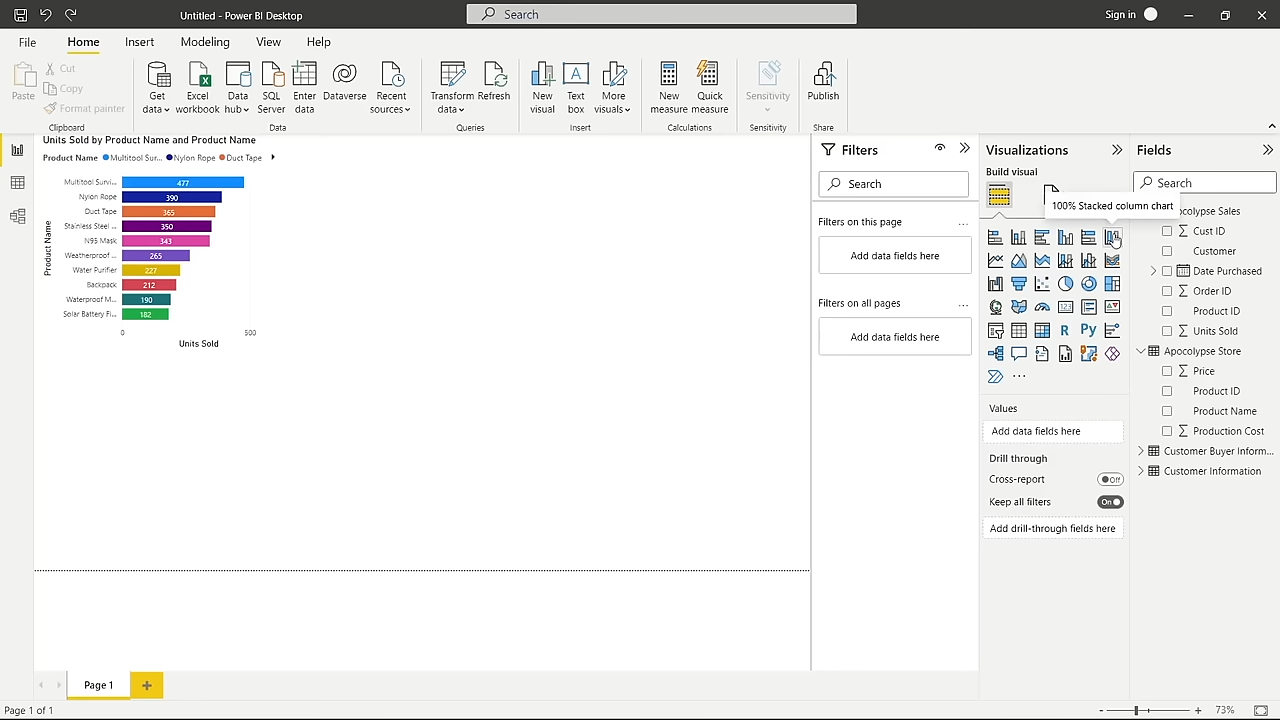 Untitled - Power BI Desktop
Search
Sign in
File
Home
Insert
Modeling
View
Help
Paste
Cut
Copy
Format painter
Clipboard
Get data
Excel workbook
Data hub
SQL Server
Enter data
Dataverse
Recent sources
Data
Transform data
Refresh
Queries
New visual
Text box
More visuals
Insert
New measure
Quick measure
Calculations
Sensitivity
Sensitivity
Publish
Share
Units Sold by Product Name and Product Name
Product Name Multitool Sur... Nylon Rope Duct Tape
Multitool Survi... 477
Nylon Rope 390
Duct Tape 365
Stainless Steel ... 350
N95 Mask 343
Weatherproof ... 265
Water Purifier 227
Backpack 212
Waterproof M... 190
Solar Battery Fl... 182
Product Name
0 500
Units Sold
Filters
Search
Filters on this page
...
Add data fields here
Filters on all pages
...
Add data fields here
Visualizations
Build visual
100% Stacked column chart
R
Py
...
Values
Add data fields here
Drill through
Cross-report
Off
Keep all filters
On
Add drill-through fields here
Fields
Search
ocolypse Sales
Cust ID
Customer
Date Purchased
Order ID
Product ID
Units Sold
Apocolypse Store
Price
Product ID
Product Name
Production Cost
Customer Buyer Inform...
Customer Information
Page 1
Page 1 of 1
- + 73%